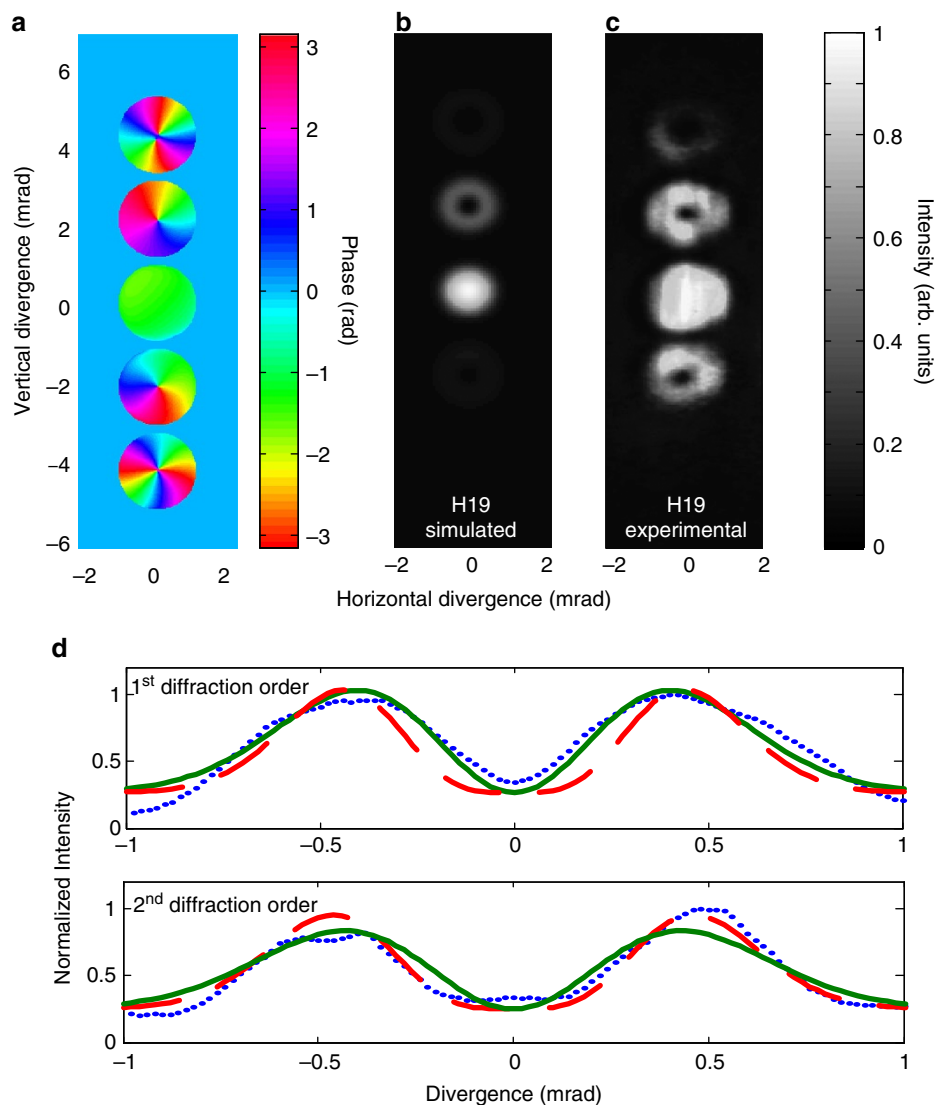 a
b
c
6
4
2
0
−2
−4
−6
Vertical divergence (mrad)
−2 0 2
3
2
1
0
−1
−2
−3
Phase (rad)
H19
simulated
−2 0 2
H19
experimental
−2 0 2
1
0.8
0.6
0.4
0.2
0
Intensity (arb. units)
Horizontal divergence (mrad)
d
1st diffraction order
1
0.5
0
−1 −0.5 0 0.5 1
Normalized Intensity
2nd diffraction order
1
0.5
0
−1 −0.5 0 0.5 1
Divergence (mrad)